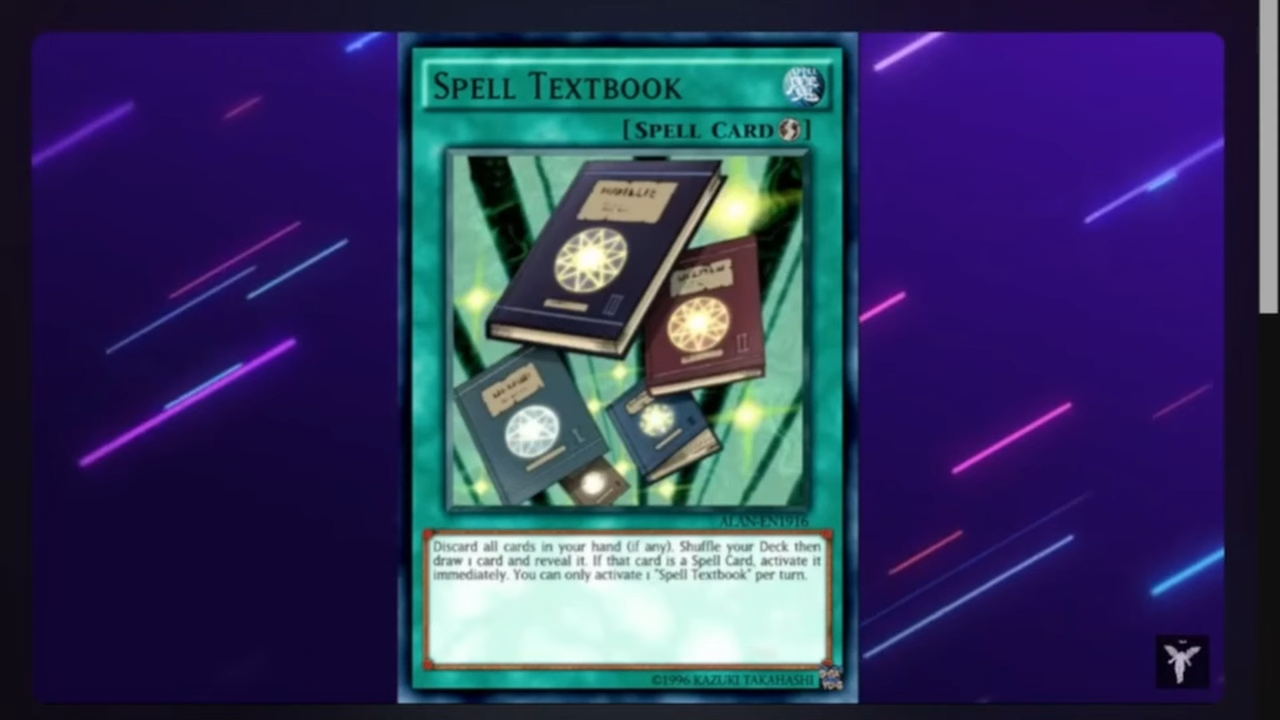 SPELL TEXTBOOK
SPELL
[SPELL CARD]
ALAN-EN1916
Discard all cards in your hand (if any). Shuffle your Deck then
draw 1 card and reveal it. If that card is a Spell Card, activate it
immediately. You can only activate 1 "Spell Textbook" per turn.
©1996 KAZUKI TAKAHASHI